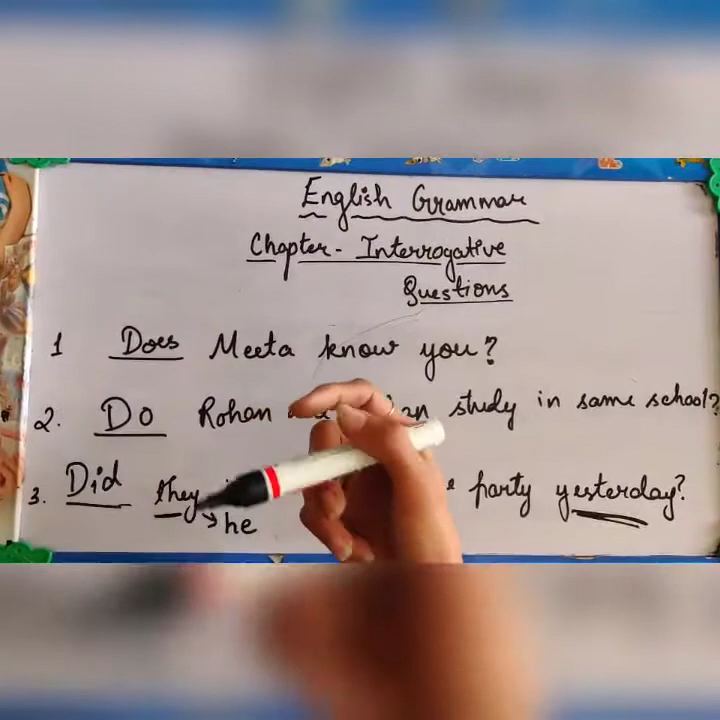 English Grammar
Chapter- Interrogative
Questions
1 Does Meeta know you?
2. Do Rohan study in same school?
3. Did they party yesterday?
→ he